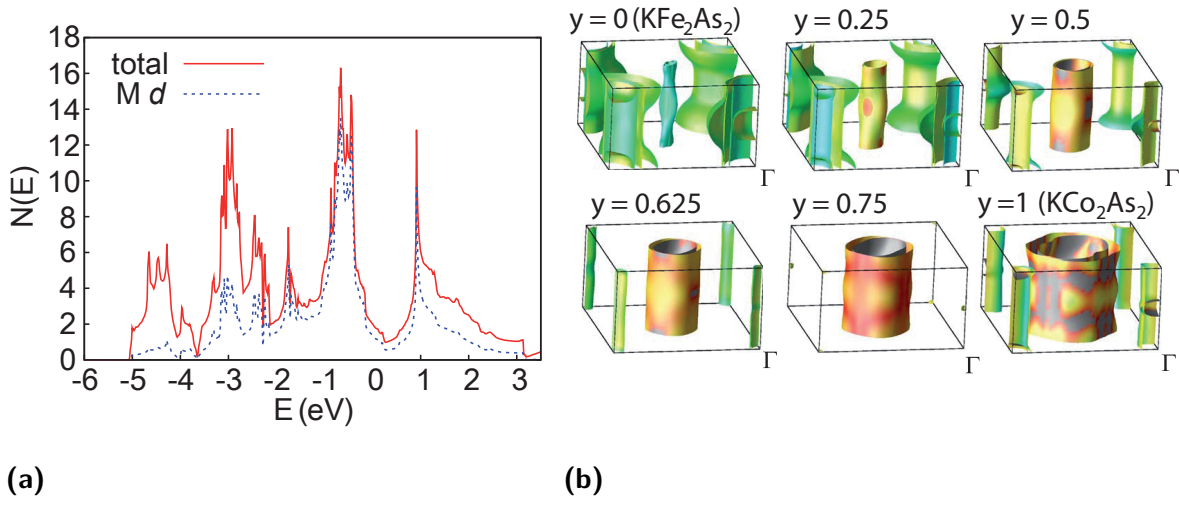 18
16
14
12
10
8
6
4
2
0
N(E)
total
M d
-6 -5 -4 -3 -2 -1 0 1 2 3
E (eV)
(a)
y = 0 (KFe₂As₂) y = 0.25 y = 0.5
Γ Γ Γ
y = 0.625 y = 0.75 y =1 (KCo₂As₂)
Γ Γ Γ
(b)